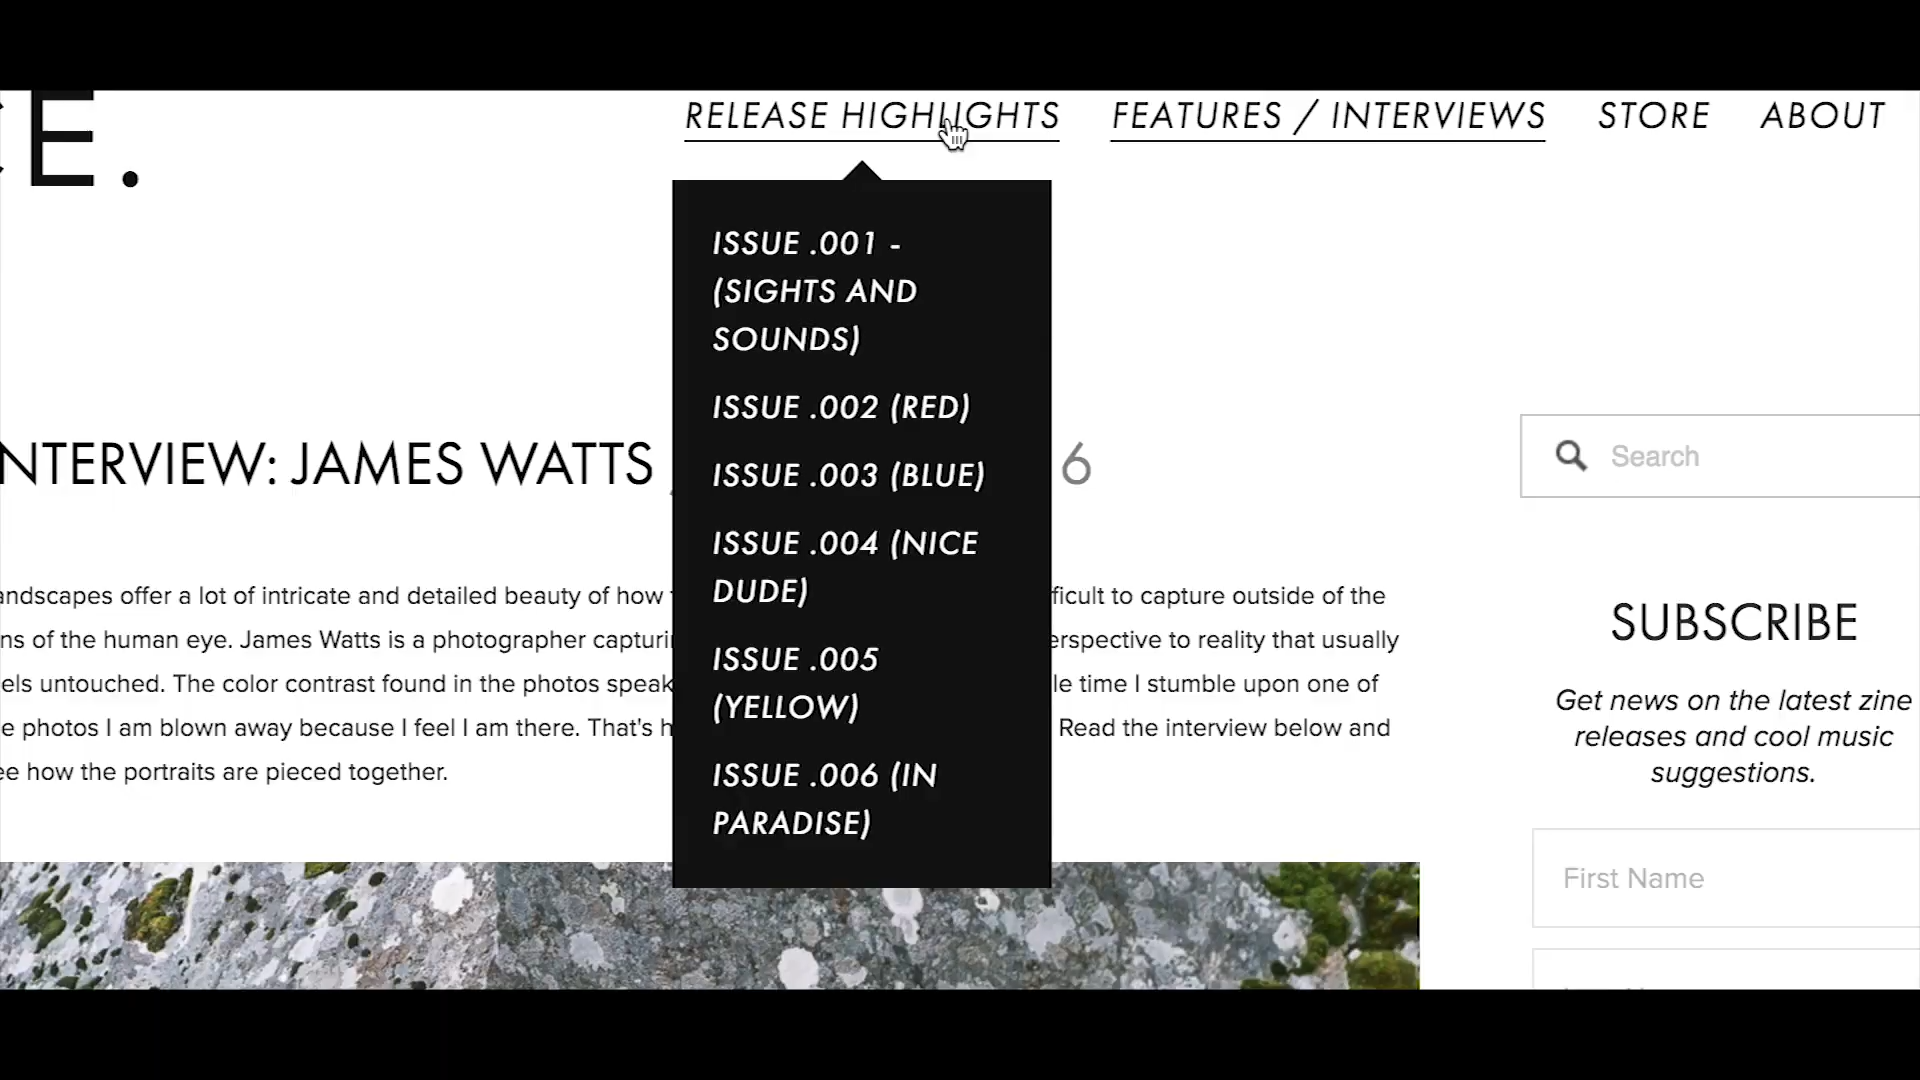 E.
RELEASE HIGHLIGHTS
FEATURES / INTERVIEWS
STORE
ABOUT
ISSUE .001 -
(SIGHTS AND
SOUNDS)
ISSUE .002 (RED)
ISSUE .003 (BLUE)
ISSUE .004 (NICE
DUDE)
ISSUE .005
(YELLOW)
ISSUE .006 (IN
PARADISE)
NTERVIEW: JAMES WATTS 6
andscapes offer a lot of intricate and detailed beauty of how ficult to capture outside of the
ns of the human eye. James Watts is a photographer capturi erspective to reality that usually
els untouched. The color contrast found in the photos speak le time I stumble upon one of
e photos I am blown away because I feel I am there. That's h Read the interview below and
ee how the portraits are pieced together.
Search
SUBSCRIBE
Get news on the latest zine
releases and cool music
suggestions.
First Name